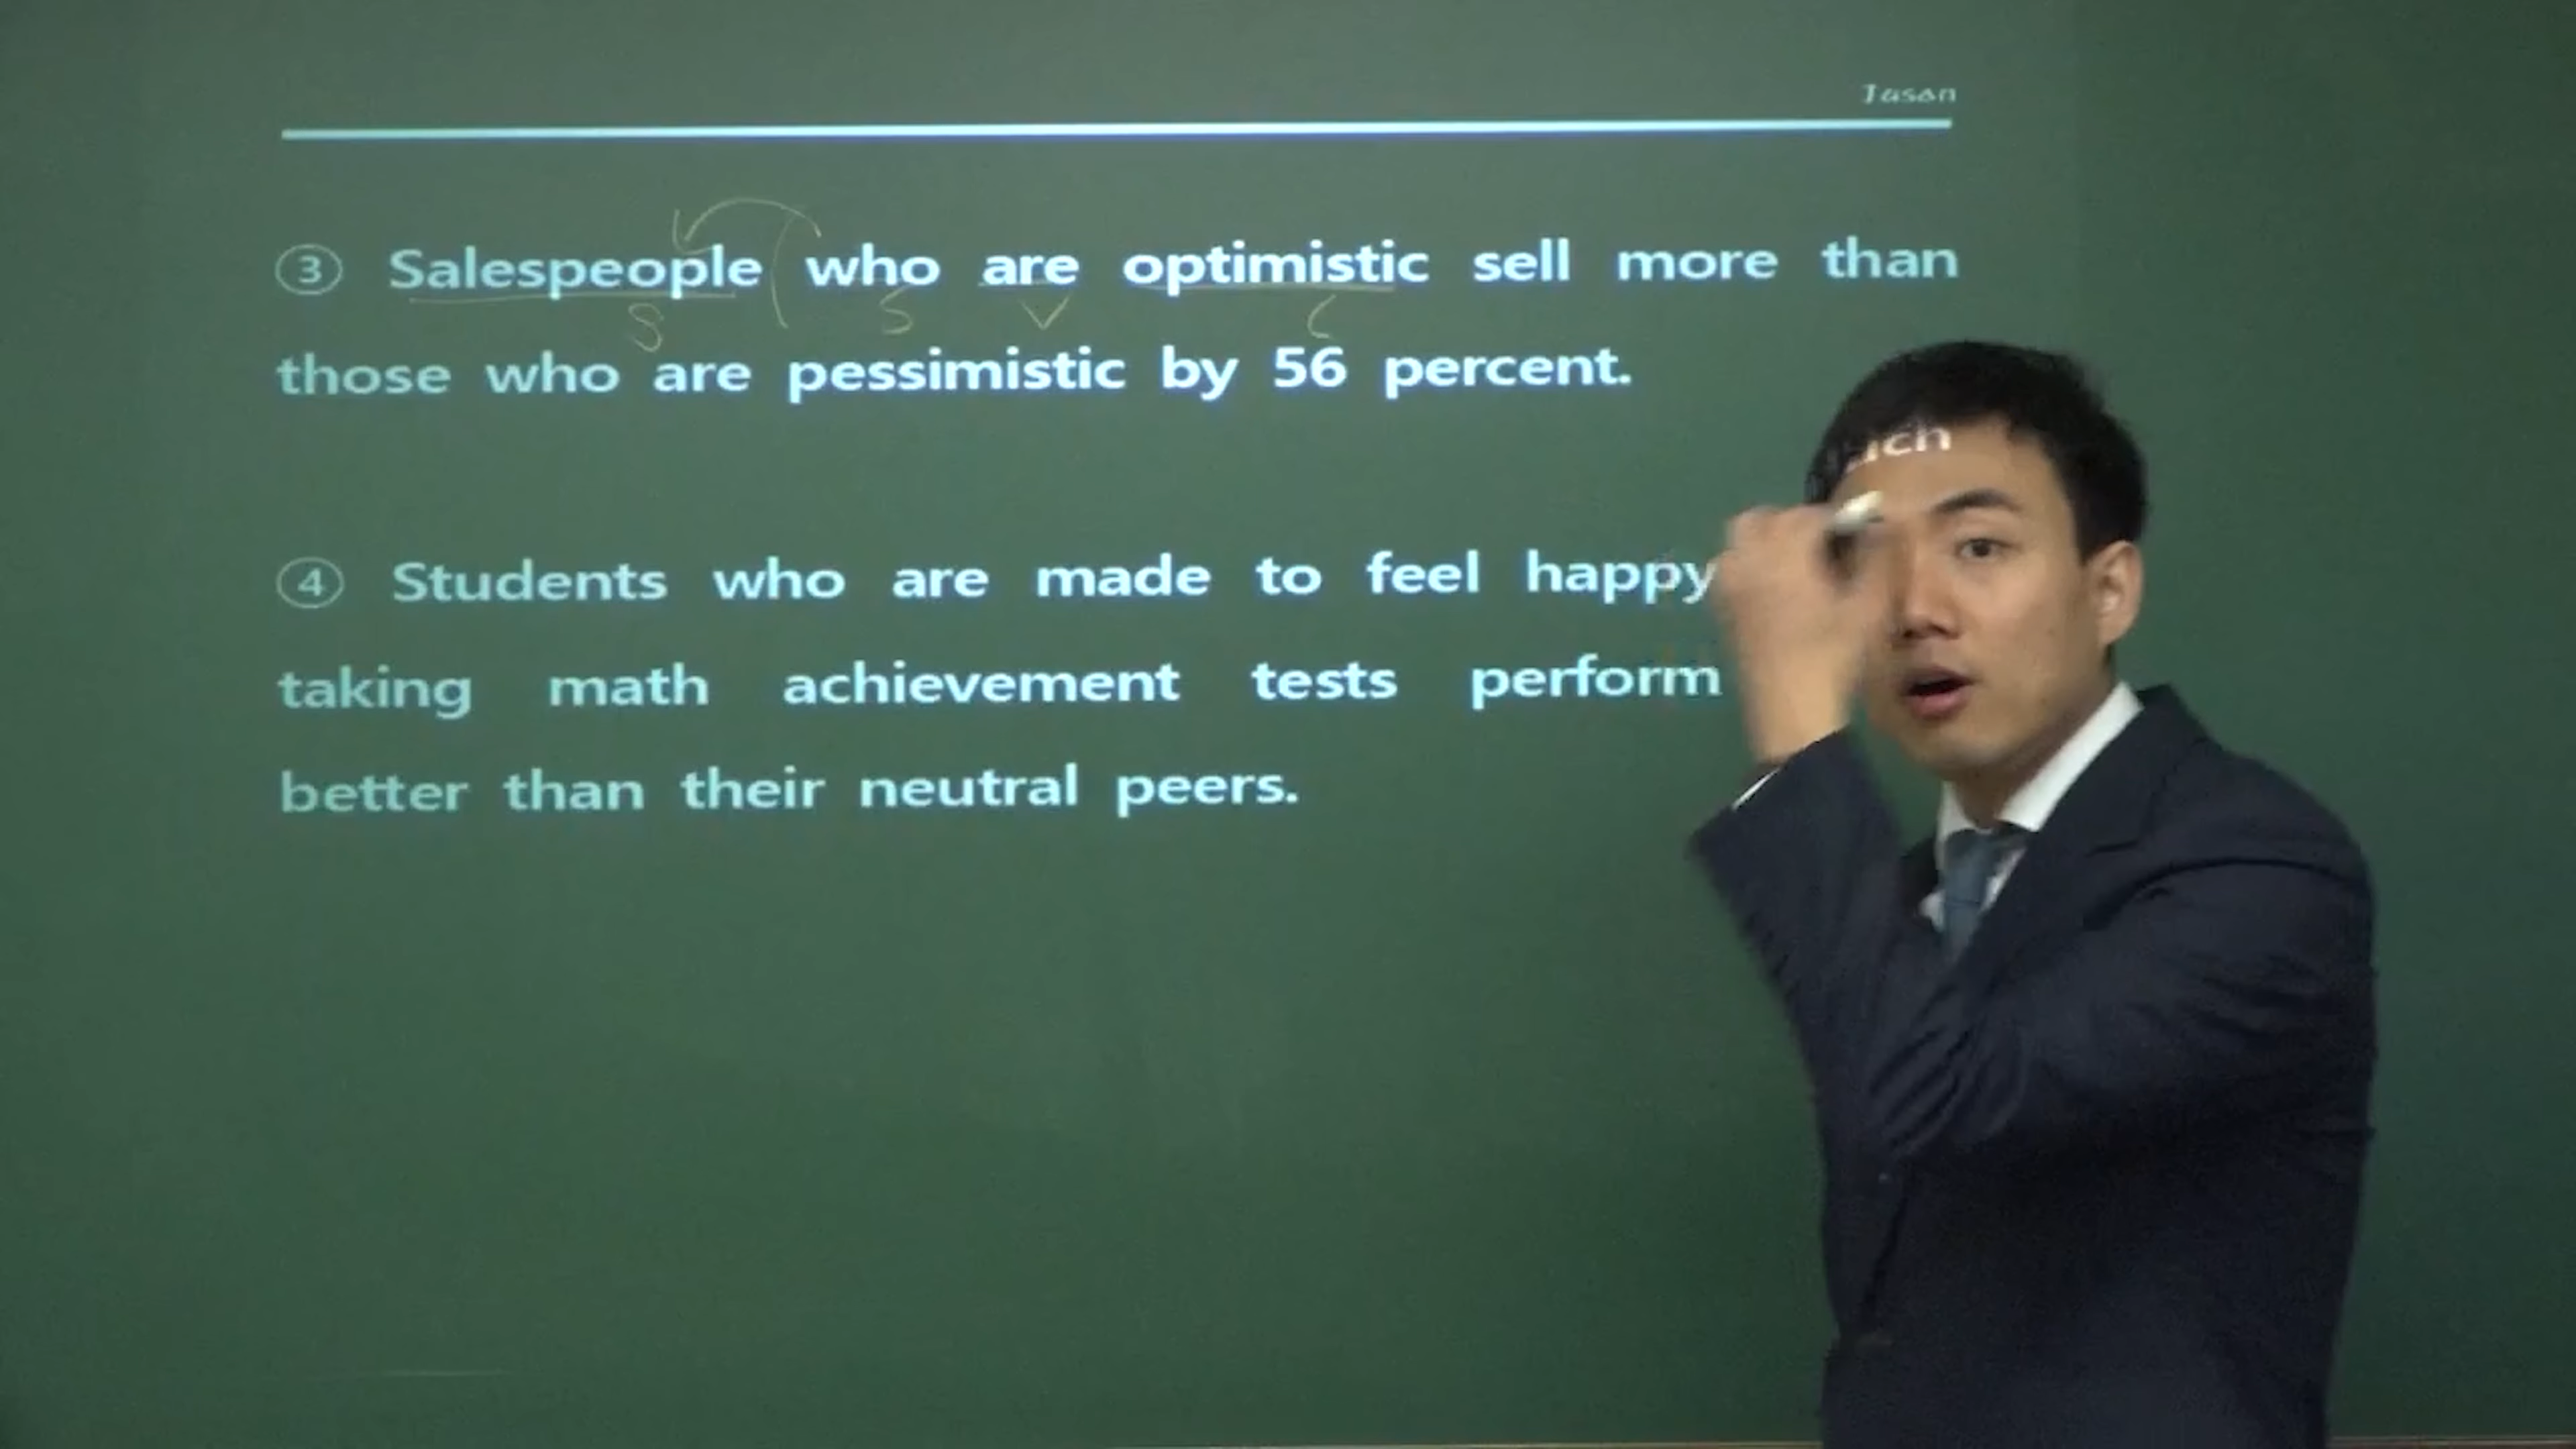 Jason
③ Salespeople who are optimistic sell more than
S S V C
those who are pessimistic by 56 percent.
④ Students who are made to feel happy
taking math achievement tests perform
better than their neutral peers.